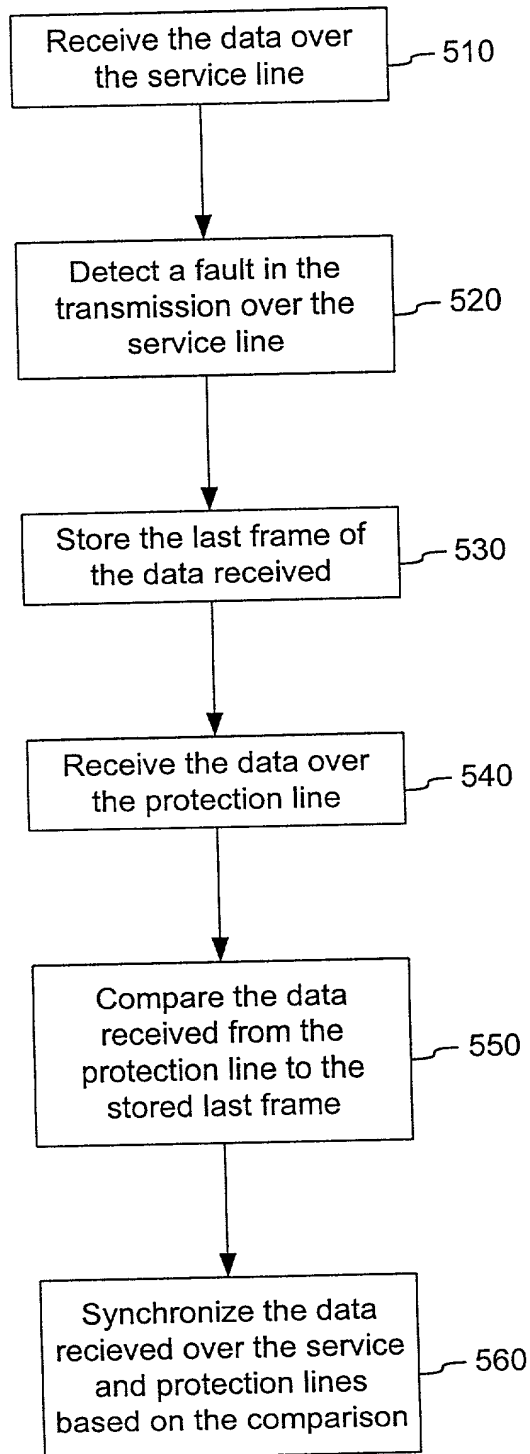 Receive the data over
the service line
510
Detect a fault in the
transmission over the
service line
520
Store the last frame of
the data received
530
Receive the data over
the protection line
540
Compare the data
received from the
protection line to the
stored last frame
550
Synchronize the data
recieved over the service
and protection lines
based on the comparison
560